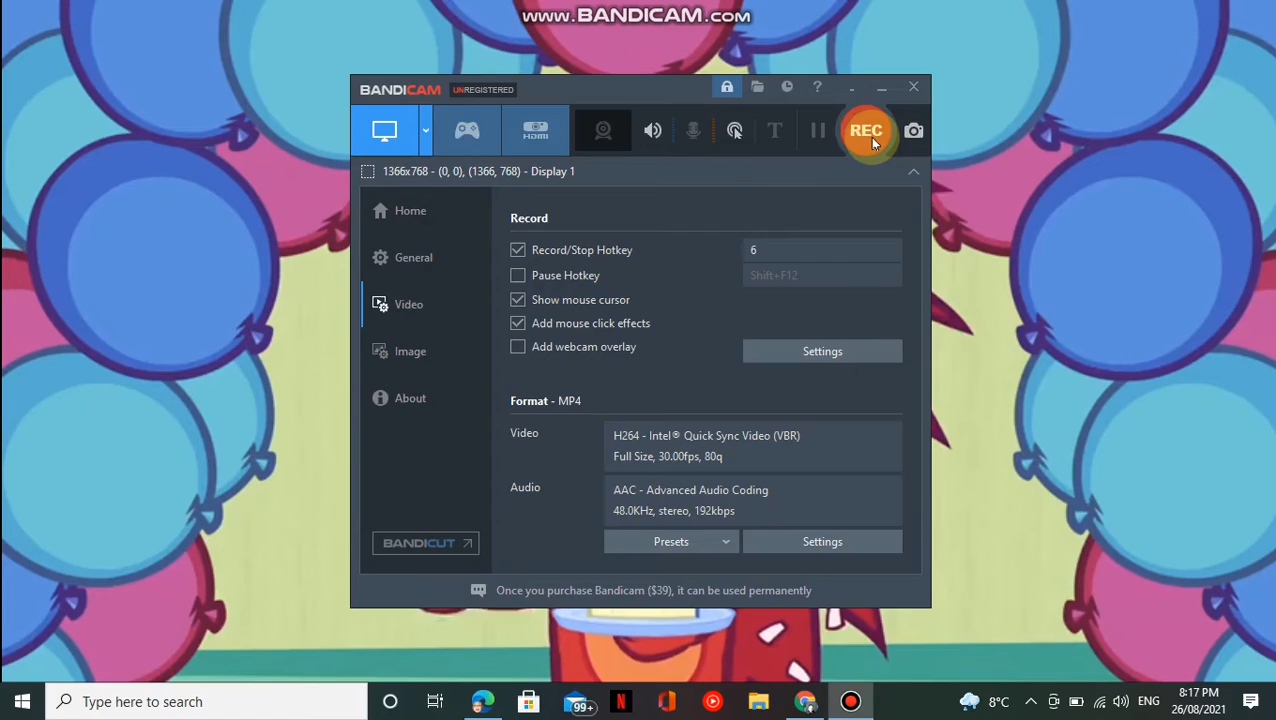 www.BANDICAM.com
BANDICAM UNREGISTERED
?
HDMI
T
REC
1366x768 - (0, 0), (1366, 768) - Display 1
Home
General
Video
Image
About
BANDICUT
Record
Record/Stop Hotkey 6
Pause Hotkey Shift+F12
Show mouse cursor
Add mouse click effects
Add webcam overlay
Settings
Format - MP4
Video
H264 - Intel® Quick Sync Video (VBR)
Full Size, 30.00fps, 80q
Audio
AAC - Advanced Audio Coding
48.0KHz, stereo, 192kbps
Presets
Settings
Once you purchase Bandicam ($39), it can be used permanently
Type here to search
99+
N
8°C
ENG
8:17 PM
26/08/2021